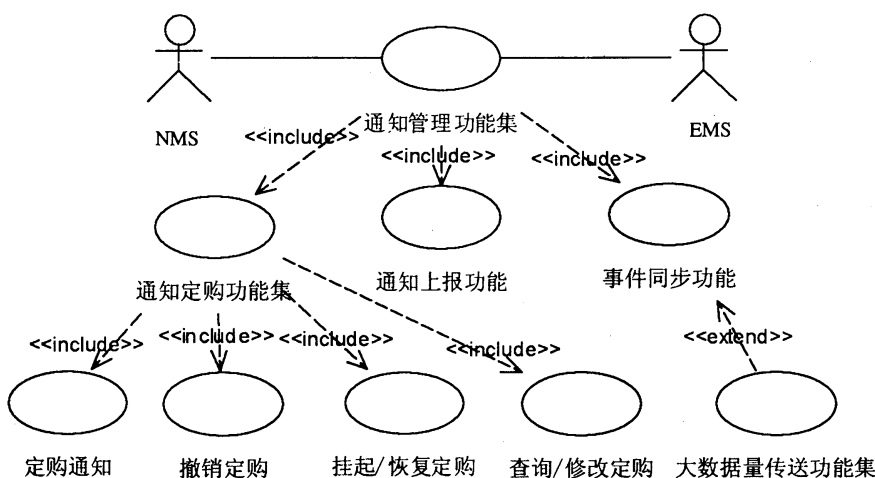 通知管理功能集
NMS
EMS
<<include>>
<<include>>
<<include>>
通知定购功能集
通知上报功能
事件同步功能
<<include>>
<<include>>
<<include>>
<<include>>
<<extend>>
定购通知
撤销定购
挂起/恢复定购
查询/修改定购
大数据量传送功能集